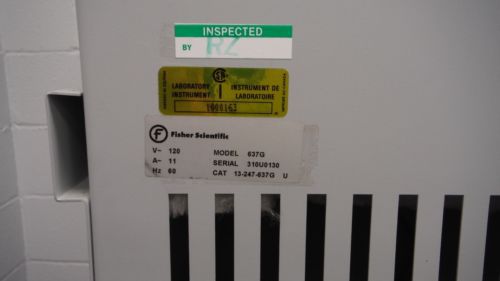 INSPECTED
BY RZ
LABORATORY INSTRUMENT DE
INSTRUMENT LABORATOIRE
Fisher Scientific
V~ 120 MODEL 637G
A~ 11 SERIAL 310U0130
Hz 60 CAT 13-247-637G U